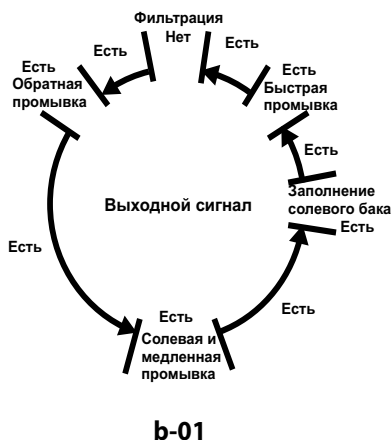 Фильтрация
Нет
Есть
Есть
Есть
Обратная
промывка
Есть
Быстрая
промывка
Есть
Выходной сигнал
Заполнение
солевого бака
Есть
Есть
Есть
Есть
Солевая и
медленная
промывка
b-01